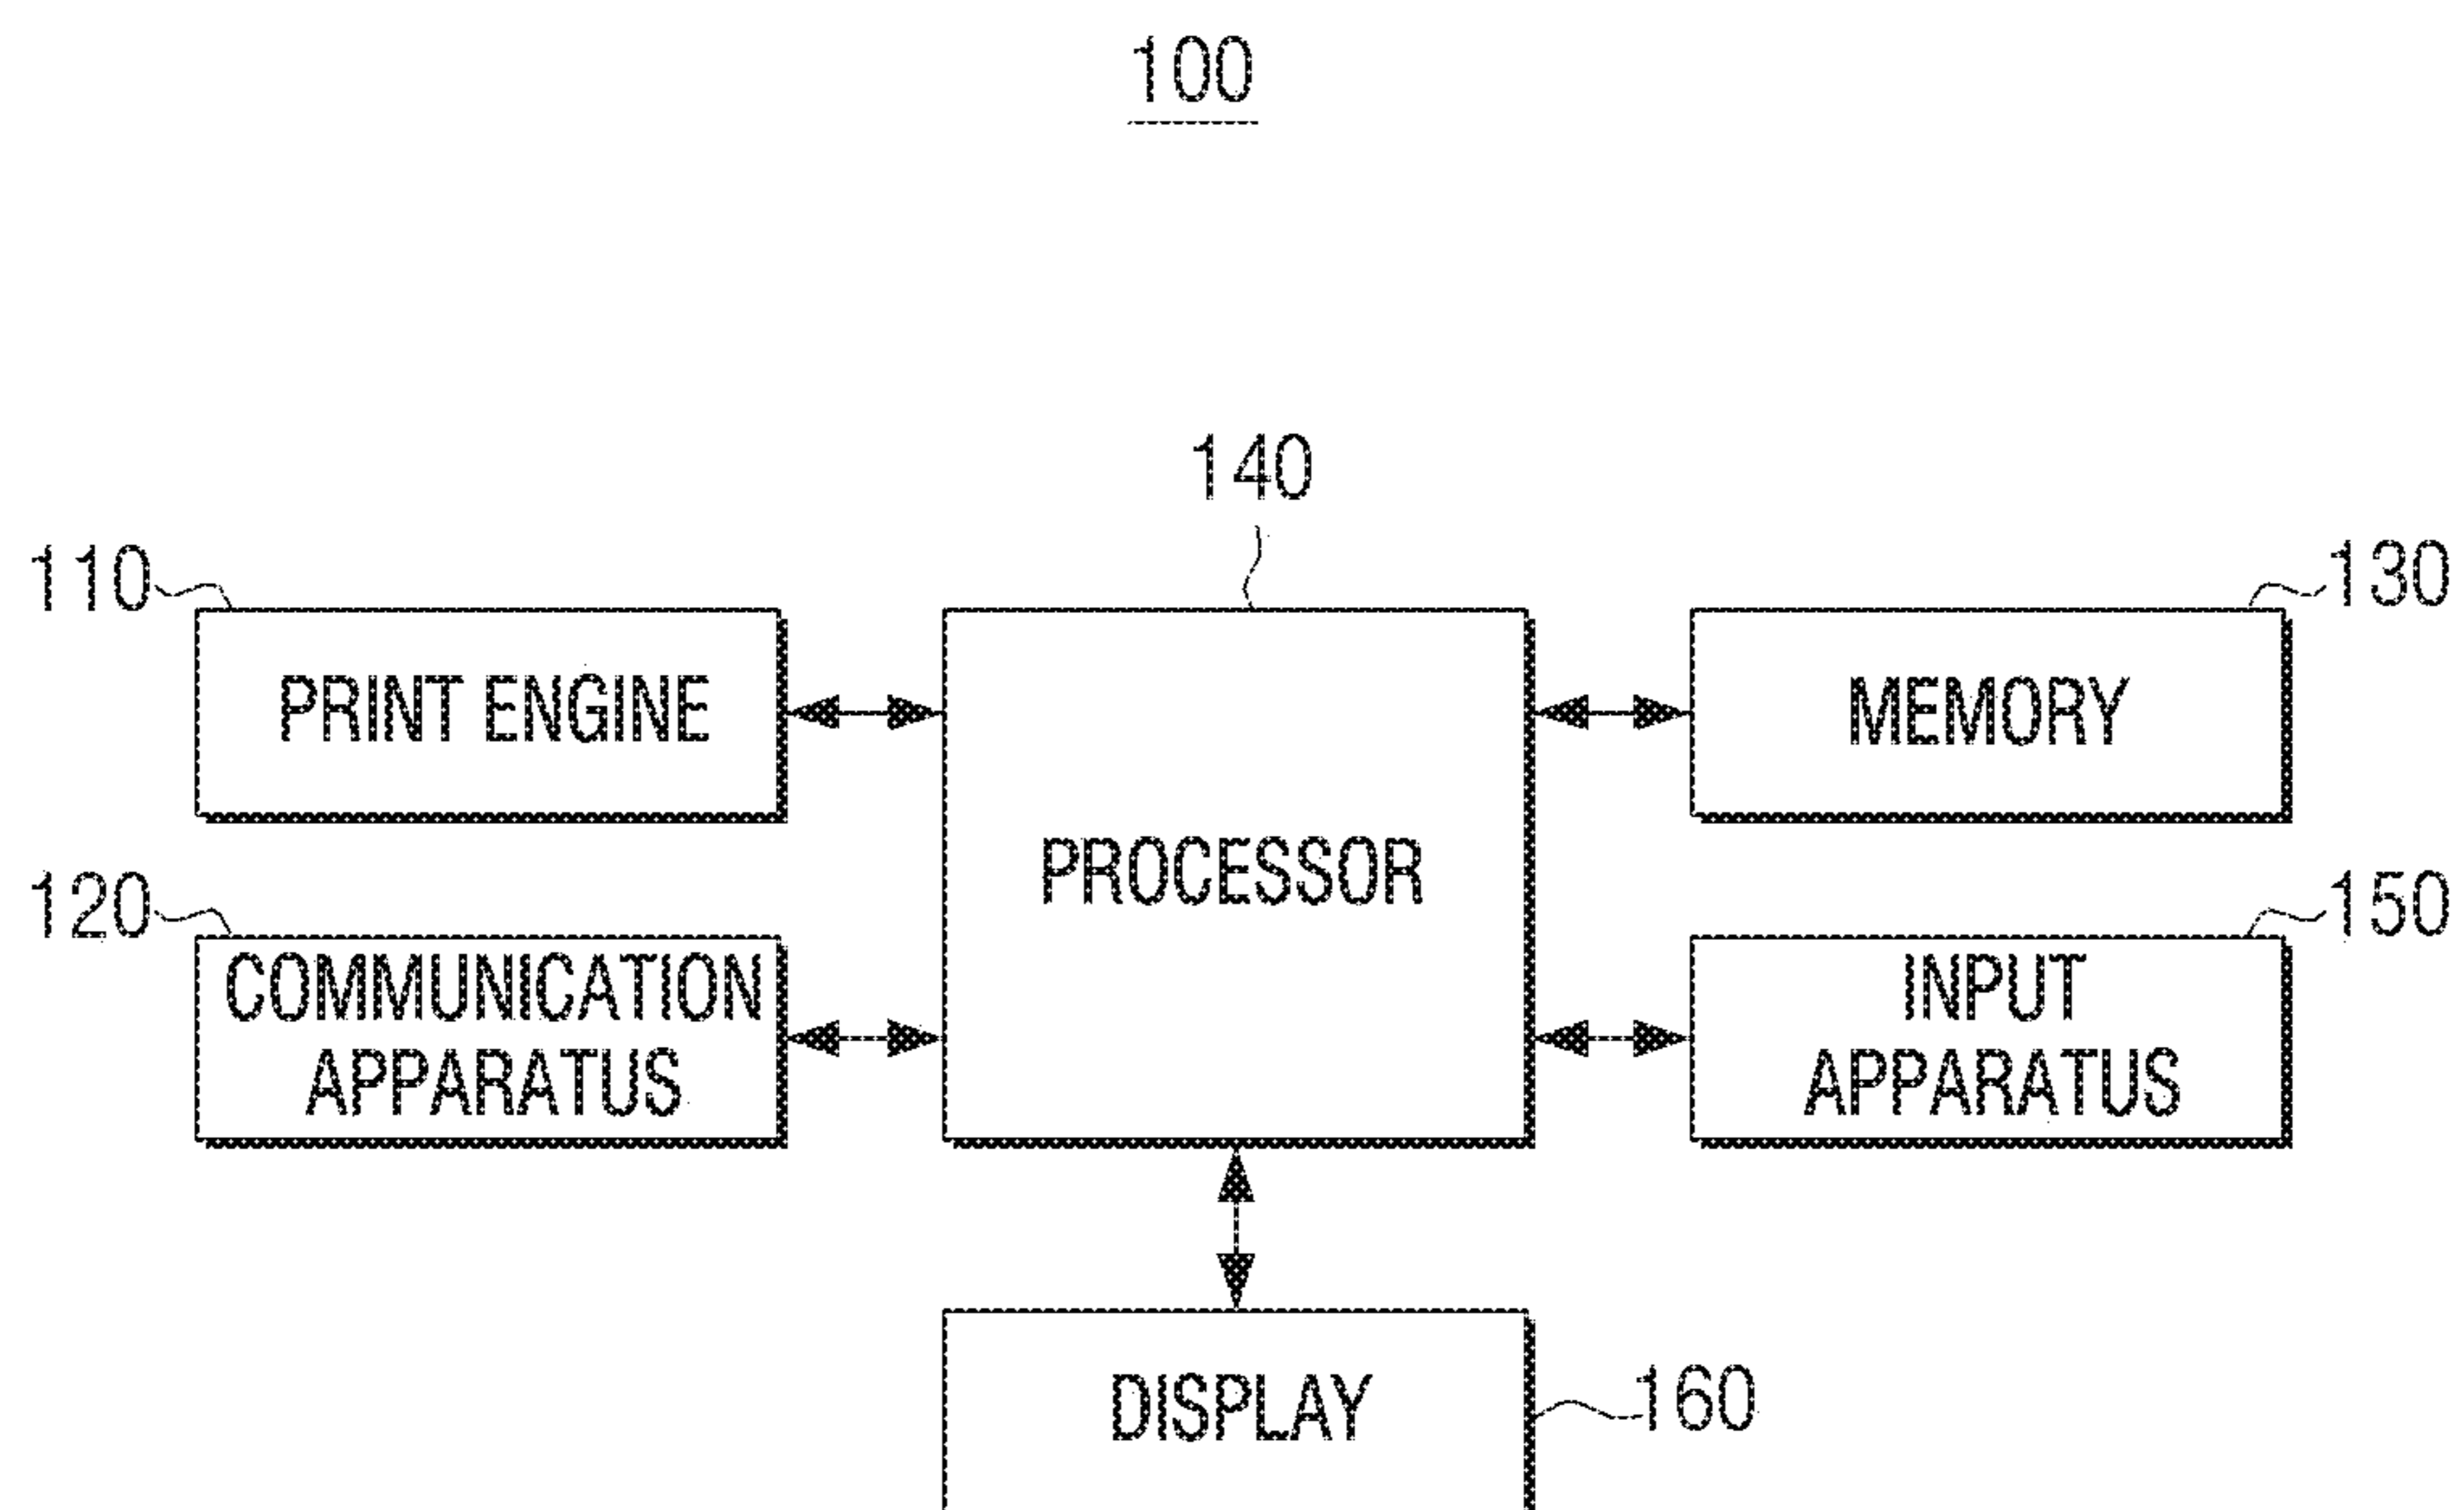 100
140
110
130
PRINT ENGINE
MEMORY
PROCESSOR
120
150
COMMUNICATION
APPARATUS
INPUT
APPARATUS
DISPLAY
160